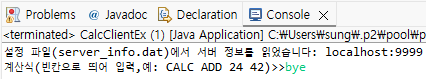 Problems @ Javadoc Declaration Console ×
<terminated> CalcClientEx (1) [Java Application] C:₩Users₩sung₩.p2₩pool₩p
설정 파일(server_info.dat)에서 서버 정보를 읽었습니다: localhost:9999
계산식(빈칸으로 띄어 입력,예: CALC ADD 24 42)>>bye